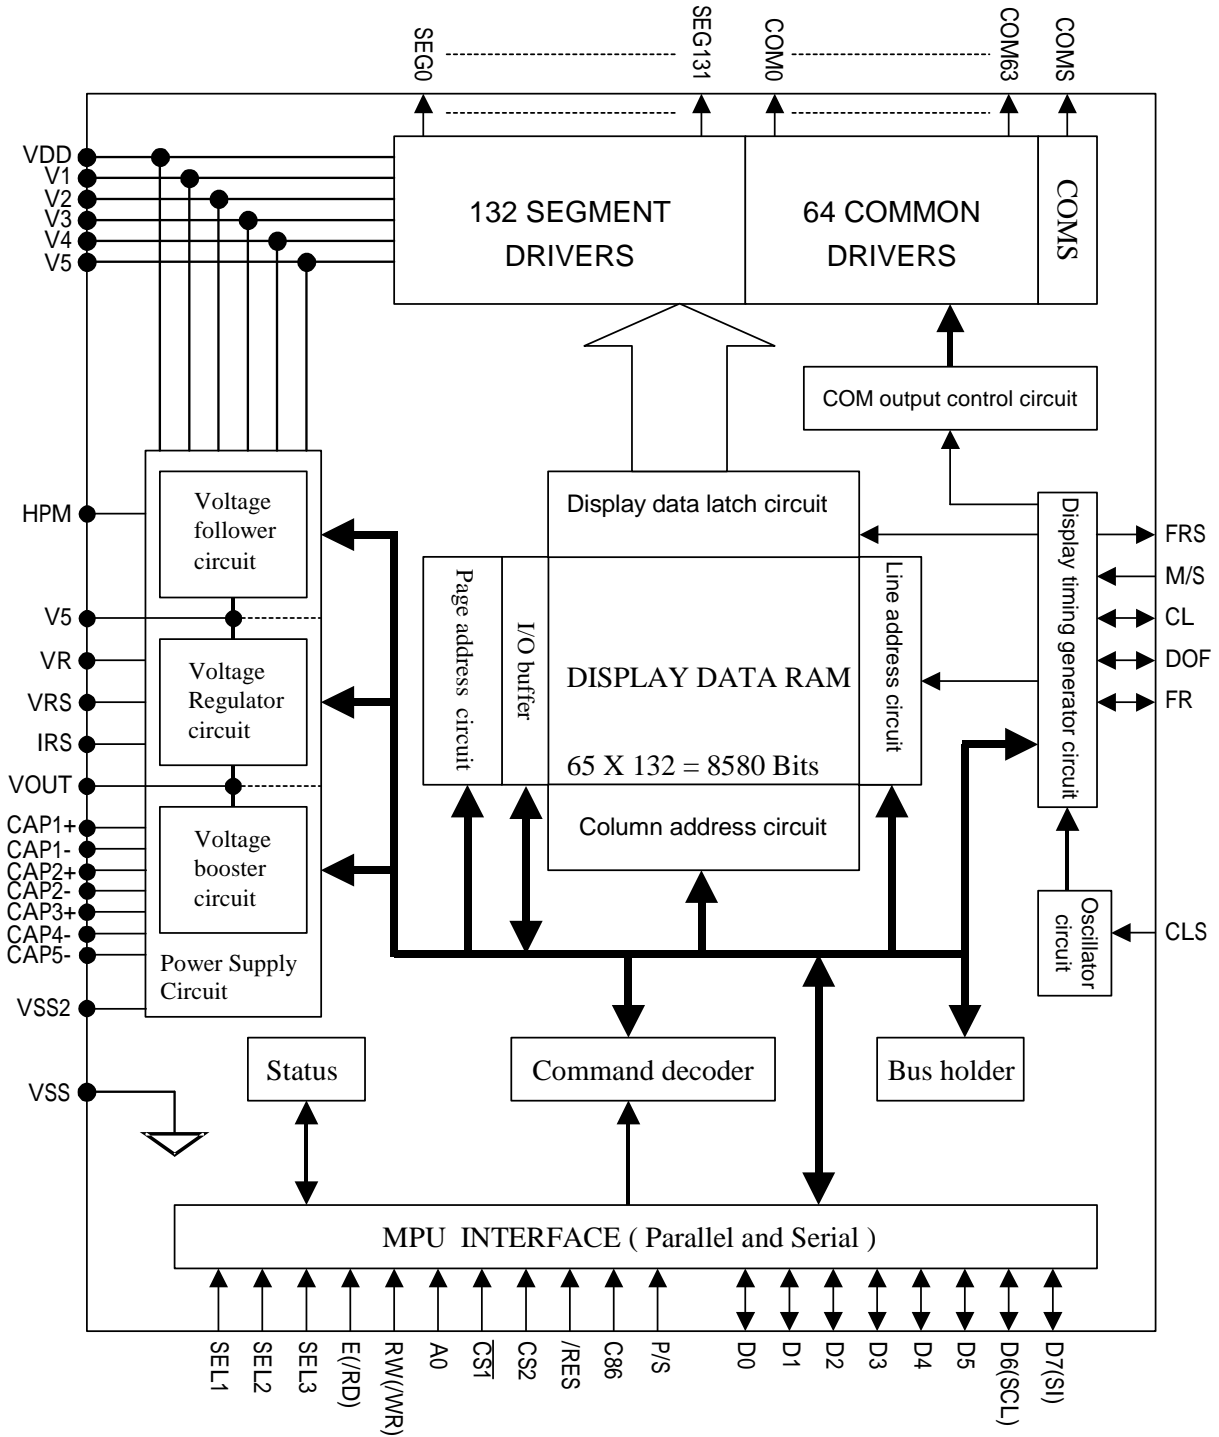 SEG0
SEG131
COM0
COM63
COMS
VDD
V1
V2
V3
V4
V5
132 SEGMENT
DRIVERS
64 COMMON
DRIVERS
COMS
COM output control circuit
HPM
V5
VR
VRS
IRS
VOUT
CAP1+
CAP1-
CAP2+
CAP2-
CAP3+
CAP4-
CAP5-
VSS2
VSS
Voltage
follower
circuit
Voltage
Regulator
circuit
Voltage
booster
circuit
Power Supply
Circuit
Display data latch circuit
Page address circuit
I/O buffer
DISPLAY DATA RAM
65 X 132 = 8580 Bits
Line address circuit
Column address circuit
Display timing generator circuit
FRS
M/S
CL
DOF
FR
Oscillator
circuit
CLS
Status
Command decoder
Bus holder
MPU INTERFACE ( Parallel and Serial )
SEL1
SEL2
SEL3
E(/RD)
RW(/WR)
A0
CS1
CS2
/RES
C86
P/S
D0
D1
D2
D3
D4
D5
D6(SCL)
D7(SI)